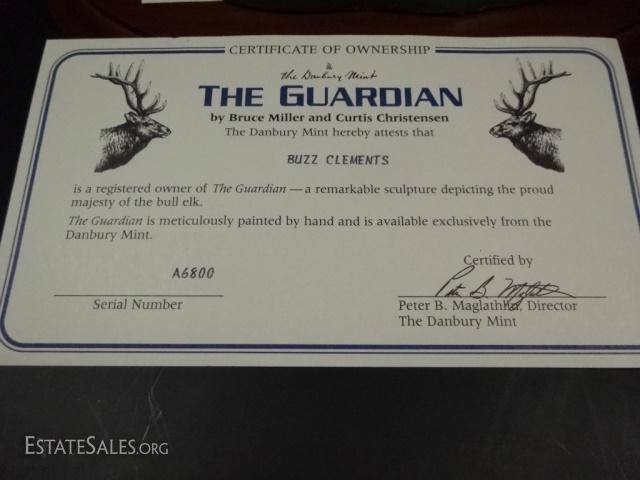 CERTIFICATE OF OWNERSHIP
the Danbury Mint
THE GUARDIAN
by Bruce Miller and Curtis Christensen
The Danbury Mint hereby attests that
BUZZ CLEMENTS
is a registered owner of The Guardian — a remarkable sculpture depicting the proud
majesty of the bull elk.
The Guardian is meticulously painted by hand and is available exclusively from the
Danbury Mint.
Certified by
A6800
Serial Number
Peter B. Maglathlin, Director
The Danbury Mint
ESTATESALES.ORG